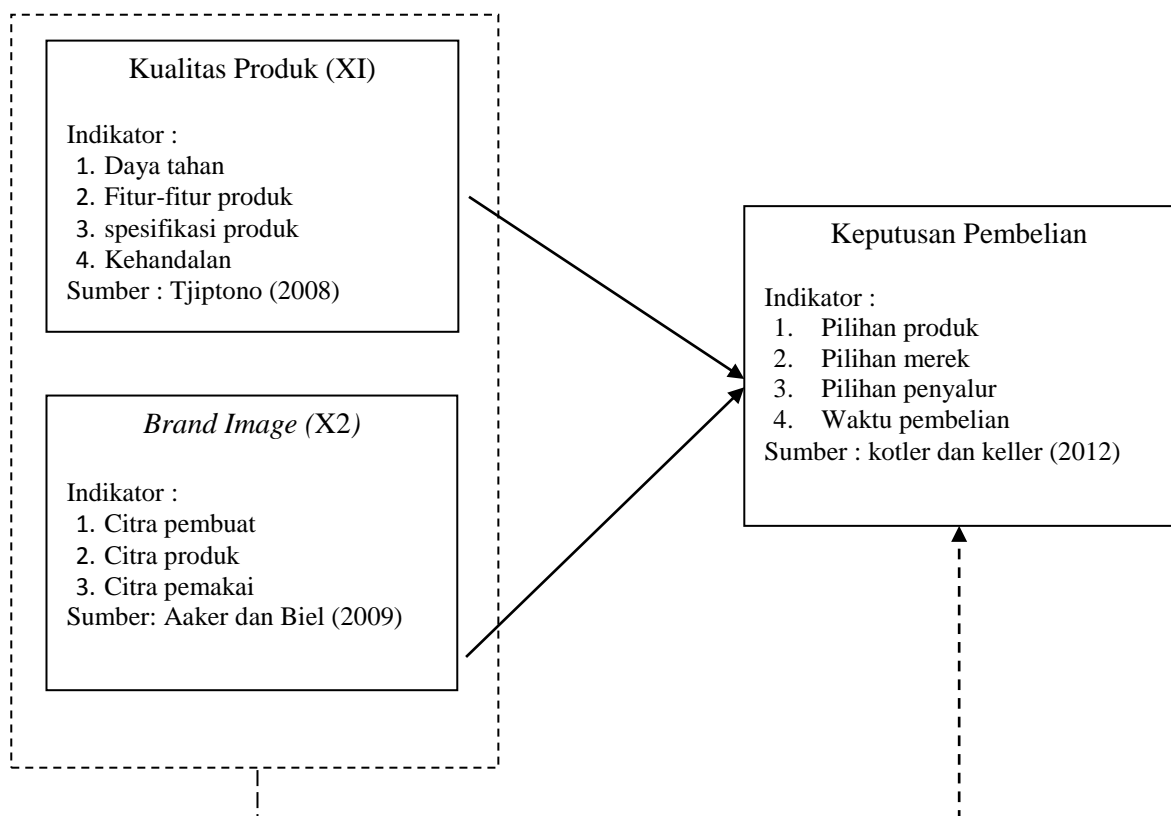 Kualitas Produk (XI)
Indikator :
1. Daya tahan
2. Fitur-fitur produk
3. spesifikasi produk
4. Kehandalan
Sumber : Tjiptono (2008)
Brand Image (X2)
Indikator :
1. Citra pembuat
2. Citra produk
3. Citra pemakai
Sumber: Aaker dan Biel (2009)
Keputusan Pembelian
Indikator :
1. Pilihan produk
2. Pilihan merek
3. Pilihan penyalur
4. Waktu pembelian
Sumber : kotler dan keller (2012)